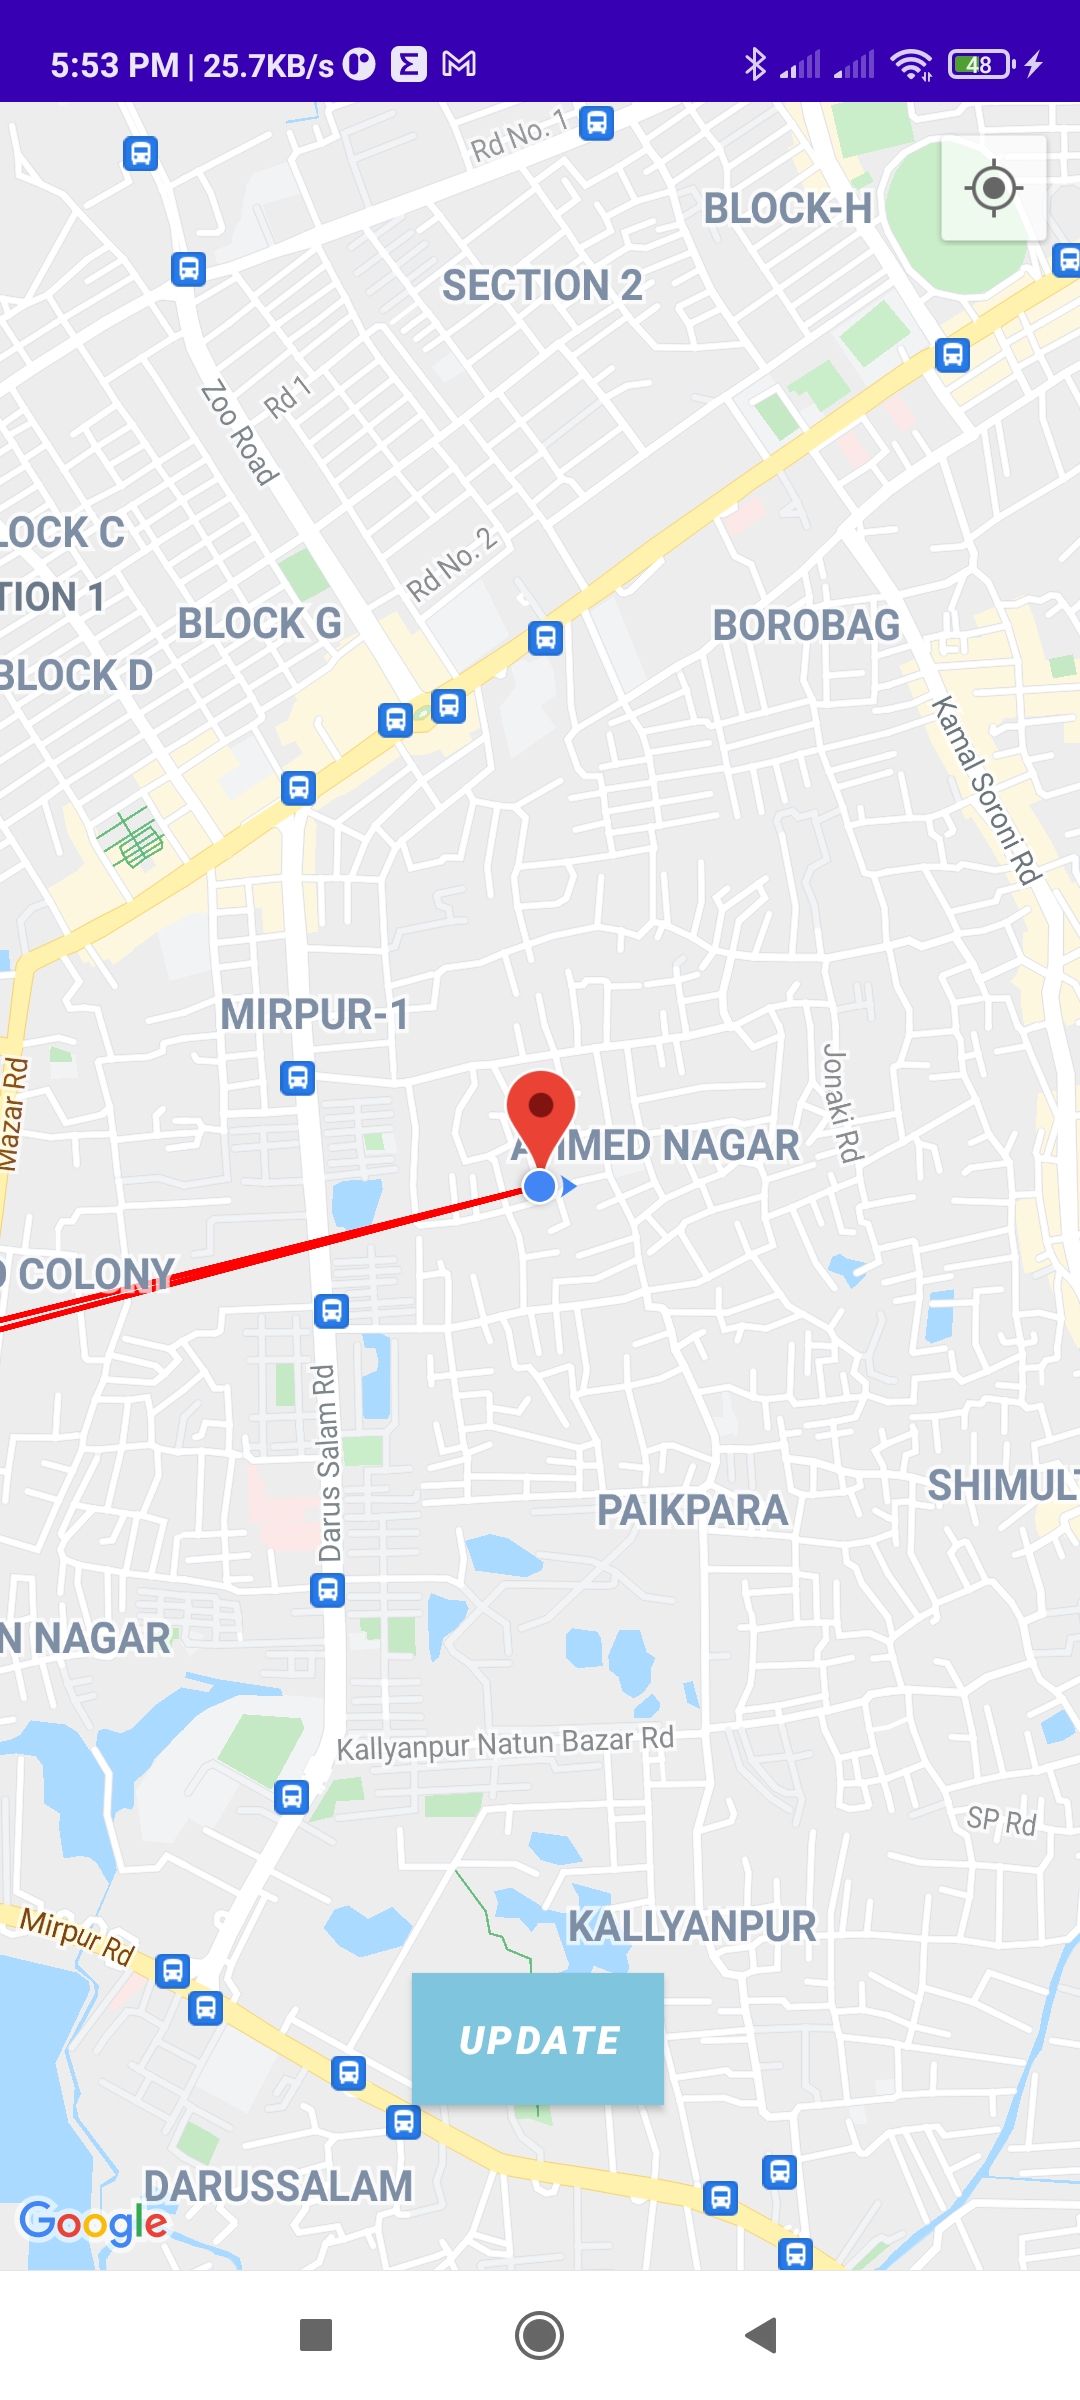 5:53 PM | 25.7KB/s
48
Rd No. 1
BLOCK-H
SECTION 2
Rd 1
Zoo Road
LOCK C
Rd No. 2
TION 1
BLOCK G
BOROBAG
BLOCK D
Kamal Soroni Rd
MIRPUR-1
Mazar Rd
Jonaki Rd
AHMED NAGAR
COLONY
Darus Salam Rd
SHIMUL
PAIKPARA
N NAGAR
Kallyanpur Natun Bazar Rd
SP Rd
Mirpur Rd
KALLYANPUR
UPDATE
DARUSSALAM
Google